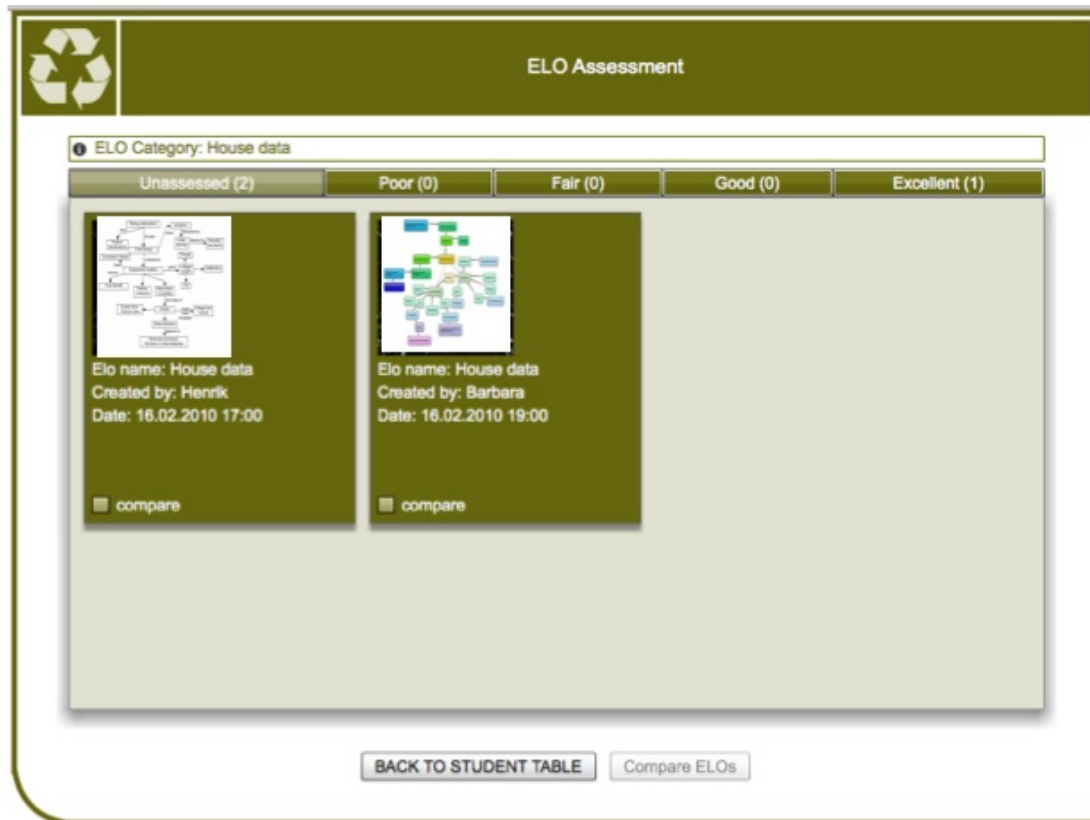 ELO Assessment
ELO Category: House data
Unassessed (2) Poor (0) Fair (0) Good (0) Excellent (1)
Elo name: House data
Created by: Henrik
Date: 16.02.2010 17:00
compare
Elo name: House data
Created by: Barbara
Date: 16.02.2010 19:00
compare
BACK TO STUDENT TABLE Compare ELOs